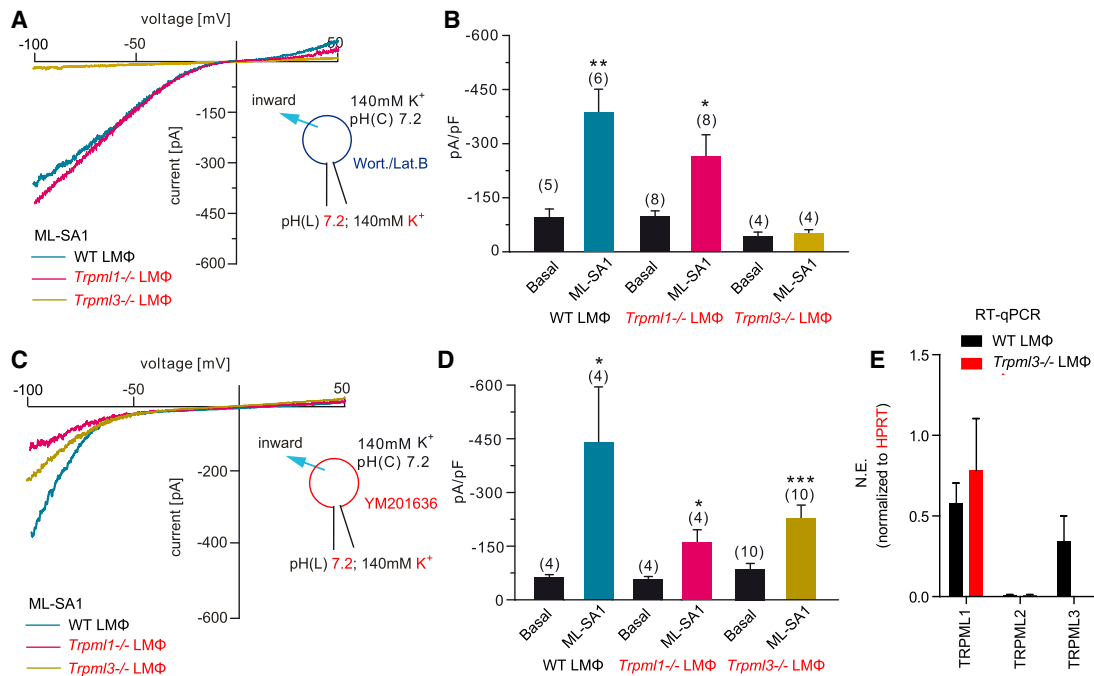 A
voltage [mV]
-100
-50
50
-150
-300
-450
-600
current [pA]
inward
140mM K+
pH(C) 7.2
Wort./Lat.B
pH(L) 7.2; 140mM K+
ML-SA1
WT LMΦ
Trpml1-/- LMΦ
Trpml3-/- LMΦ
B
-600
-450
-300
-150
0
pA/pF
(5)
**
(6)
(8)
*
(8)
(4)
(4)
Basal
ML-SA1
Basal
ML-SA1
Basal
ML-SA1
WT LMΦ
Trpml1-/- LMΦ
Trpml3-/- LMΦ
C
voltage [mV]
-100
-50
50
-200
-400
-600
current [pA]
inward
140mM K+
pH(C) 7.2
YM201636
pH(L) 7.2; 140mM K+
ML-SA1
WT LMΦ
Trpml1-/- LMΦ
Trpml3-/- LMΦ
D
-600
-450
-300
-150
0
pA/pF
(4)
*
(4)
(4)
*
(4)
(10)
***
(10)
Basal
ML-SA1
Basal
ML-SA1
Basal
ML-SA1
WT LMΦ
Trpml1-/- LMΦ
Trpml3-/- LMΦ
E
RT-qPCR
WT LMΦ
Trpml3-/- LMΦ
1.5
1.0
0.5
0.0
N.E.
(normalized to HPRT)
TRPML1
TRPML2
TRPML3